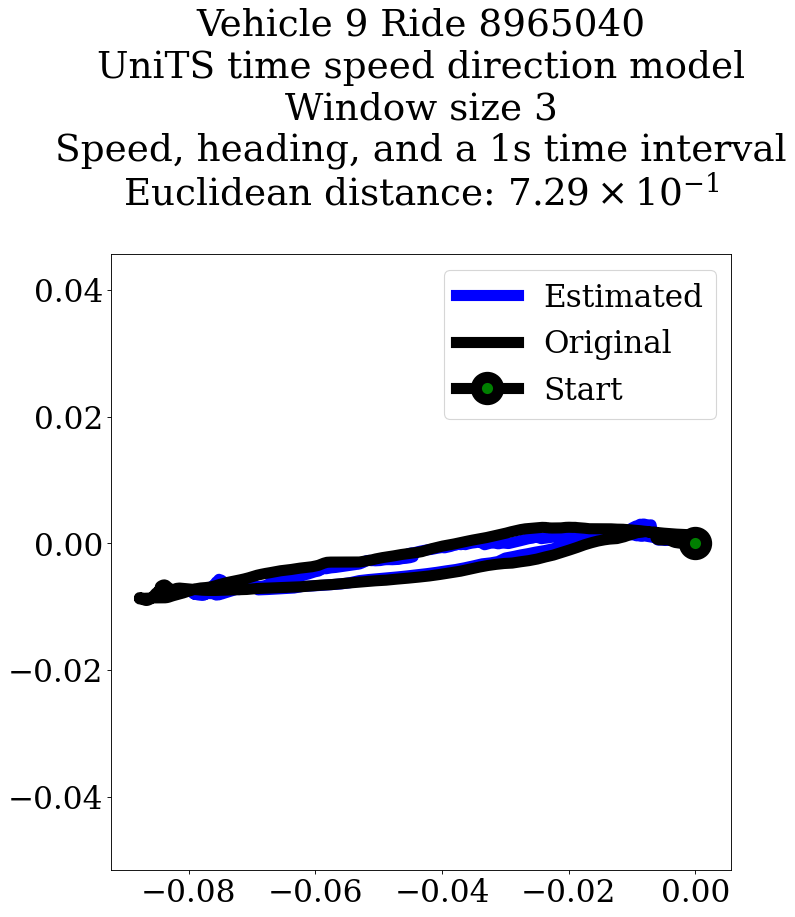 Vehicle 9 Ride 8965040
UniTS time speed direction model
Window size 3
Speed, heading, and a 1s time interval
Euclidean distance: 7.29 × 10⁻¹
Estimated
Original
Start
0.04
0.02
0.00
−0.02
−0.04
−0.08 −0.06 −0.04 −0.02 0.00